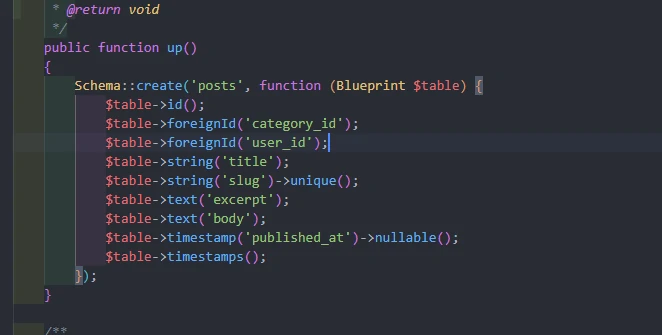 * @return void
*/
public function up()
{
Schema::create('posts', function (Blueprint $table) {
$table->id();
$table->foreignId('category_id');
$table->foreignId('user_id');
$table->string('title');
$table->string('slug')->unique();
$table->text('excerpt');
$table->text('body');
$table->timestamp('published_at')->nullable();
$table->timestamps();
});
}
/**